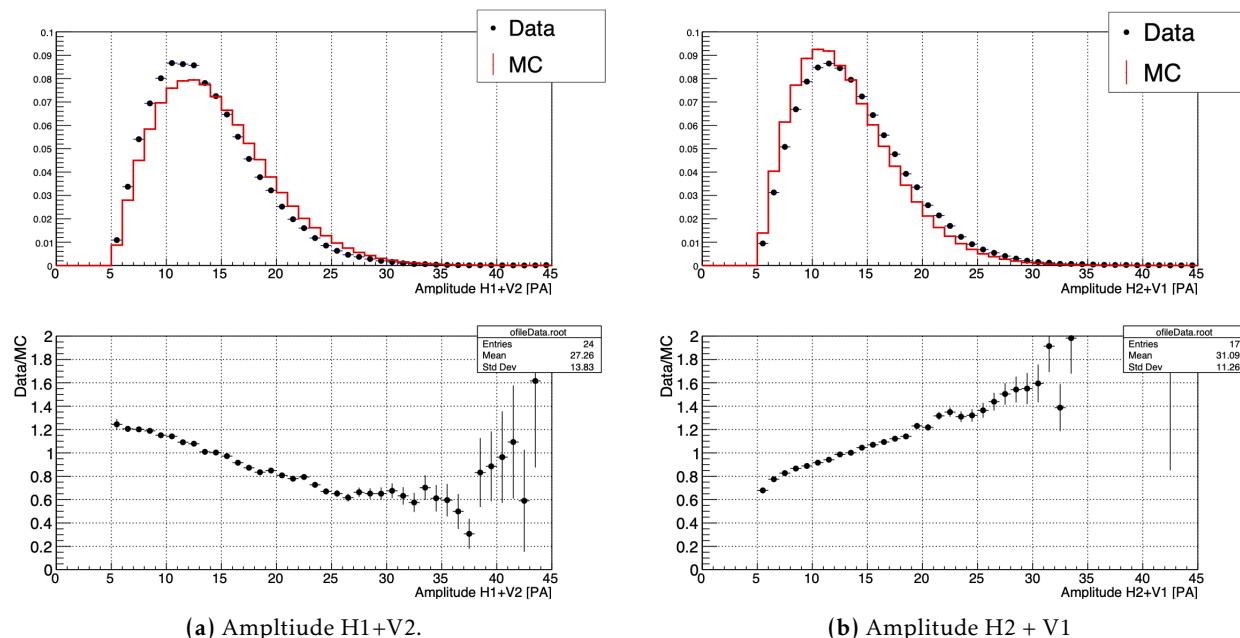 Data
MC
0.1
0.09
0.08
0.07
0.06
0.05
0.04
0.03
0.02
0.01
0
0 5 10 15 20 25 30 35 40 45
Amplitude H1+V2 [PA]
Data
MC
0.1
0.09
0.08
0.07
0.06
0.05
0.04
0.03
0.02
0.01
0
0 5 10 15 20 25 30 35 40 45
Amplitude H2+V1 [PA]
Data/MC
ofileData.root
Entries 24
Mean 27.26
Std Dev 13.83
2
1.8
1.6
1.4
1.2
1
0.8
0.6
0.4
0.2
0
0 5 10 15 20 25 30 35 40 45
Amplitude H1+V2 [PA]
Data/MC
ofileData.root
Entries 17
Mean 31.09
Std Dev 11.26
2
1.8
1.6
1.4
1.2
1
0.8
0.6
0.4
0.2
0
0 5 10 15 20 25 30 35 40 45
Amplitude H2+V1 [PA]
(a) Ampltiude H1+V2.
(b) Amplitude H2 + V1